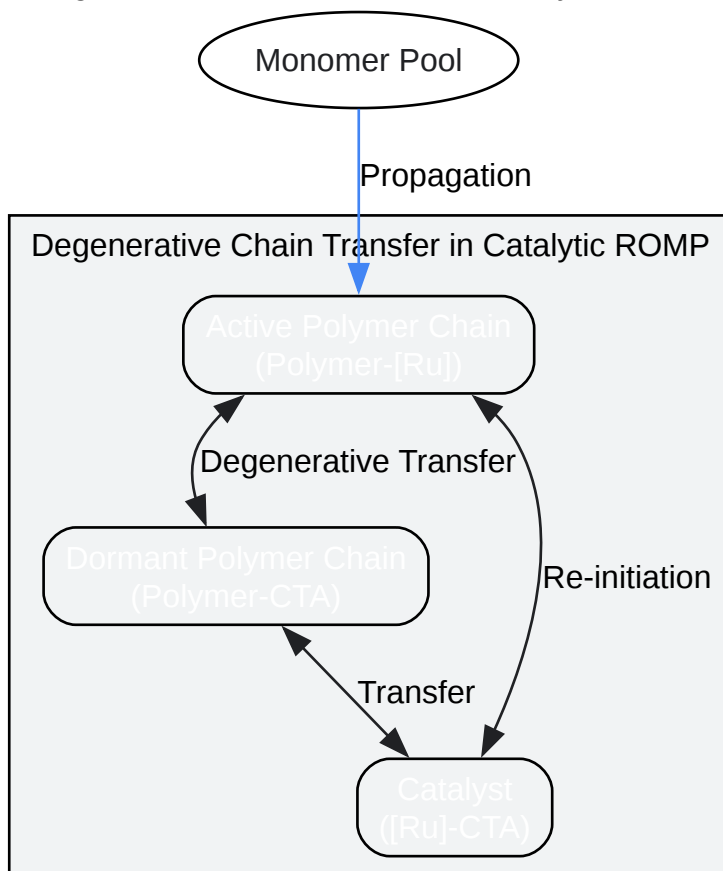 Monomer Pool
Propagation
Degenerative Chain Transfer in Catalytic ROMP
Active Polymer Chain
(Polymer-[Ru])
Degenerative Transfer
Dormant Polymer Chain
(Polymer-CTA)
Re-initiation
Transfer
Catalyst
([Ru]-CTA)